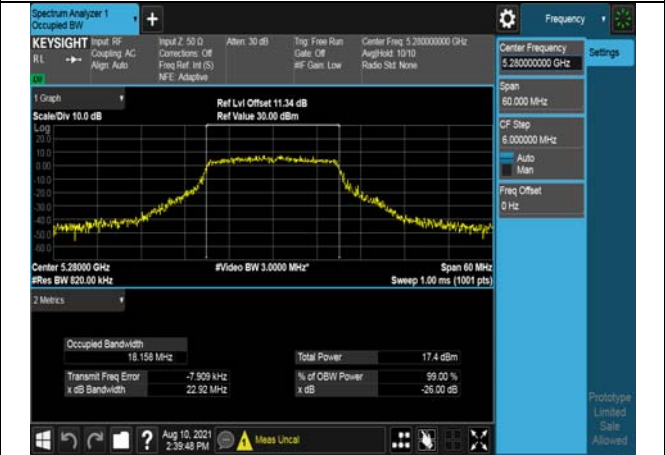 Spectrum Analyzer 1
Occupied BW
+
Frequency
KEYSIGHT
RL
Input: RF
Coupling: AC
Align: Auto
Input Z: 50 Ω
Corrections: Off
Freq Ref: Int (S)
NFE: Adaptive
Atten: 30 dB
Trig: Free Run
Gate: Off
#IF Gain: Low
Center Freq: 5.280000000 GHz
Avg|Hold: 10/10
Radio Std: None
Center Frequency
5.280000000 GHz
Settings
Span
60.000 MHz
CF Step
6.000000 MHz
Auto
Man
Freq Offset
0 Hz
1 Graph
Scale/Div 10.0 dB
Ref Lvl Offset 11.34 dB
Ref Value 30.00 dBm
Log
20.0
10.0
0.00
-10.0
-20.0
-30.0
-40.0
-50.0
-60.0
Center 5.28000 GHz
#Video BW 3.0000 MHz*
Span 60 MHz
#Res BW 820.00 kHz
Sweep 1.00 ms (1001 pts)
2 Metrics
Occupied Bandwidth
18.158 MHz
Total Power 17.4 dBm
Transmit Freq Error -7.909 kHz
% of OBW Power 99.00 %
x dB Bandwidth 22.92 MHz
x dB -26.00 dB
Prototype
Limited
Sale
Allowed
?
Aug 10, 2021
2:39:48 PM
Meas Uncal